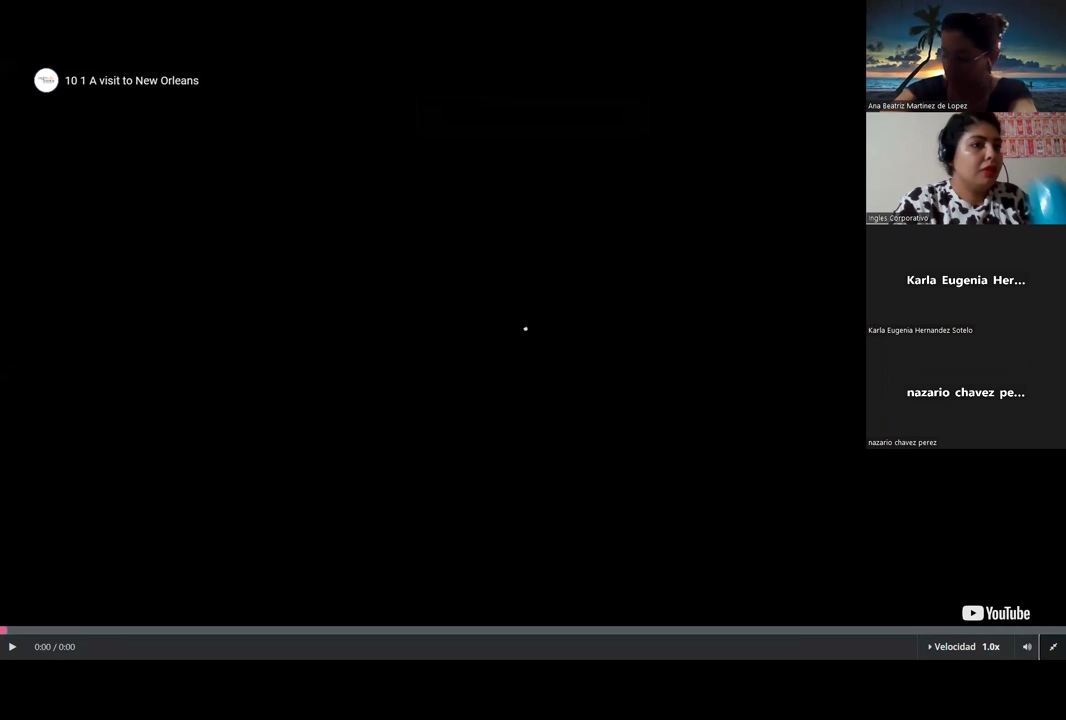 10 1 A visit to New Orleans
Ana Beatriz Martinez de Lopez
Ingles Corporativo
Karla Eugenia Her...
Karla Eugenia Hernandez Sotelo
nazario chavez pe...
nazario chavez perez
YouTube
0:00 / 0:00
Velocidad 1.0x